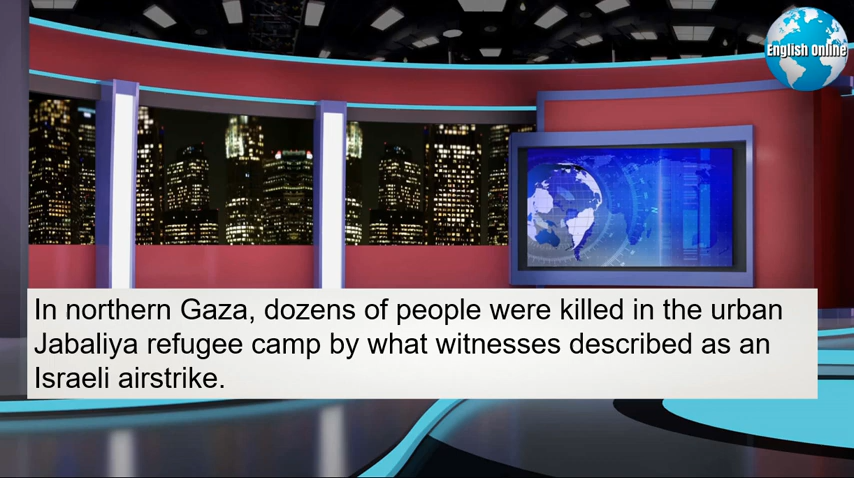 English Online
In northern Gaza, dozens of people were killed in the urban
Jabaliya refugee camp by what witnesses described as an
Israeli airstrike.